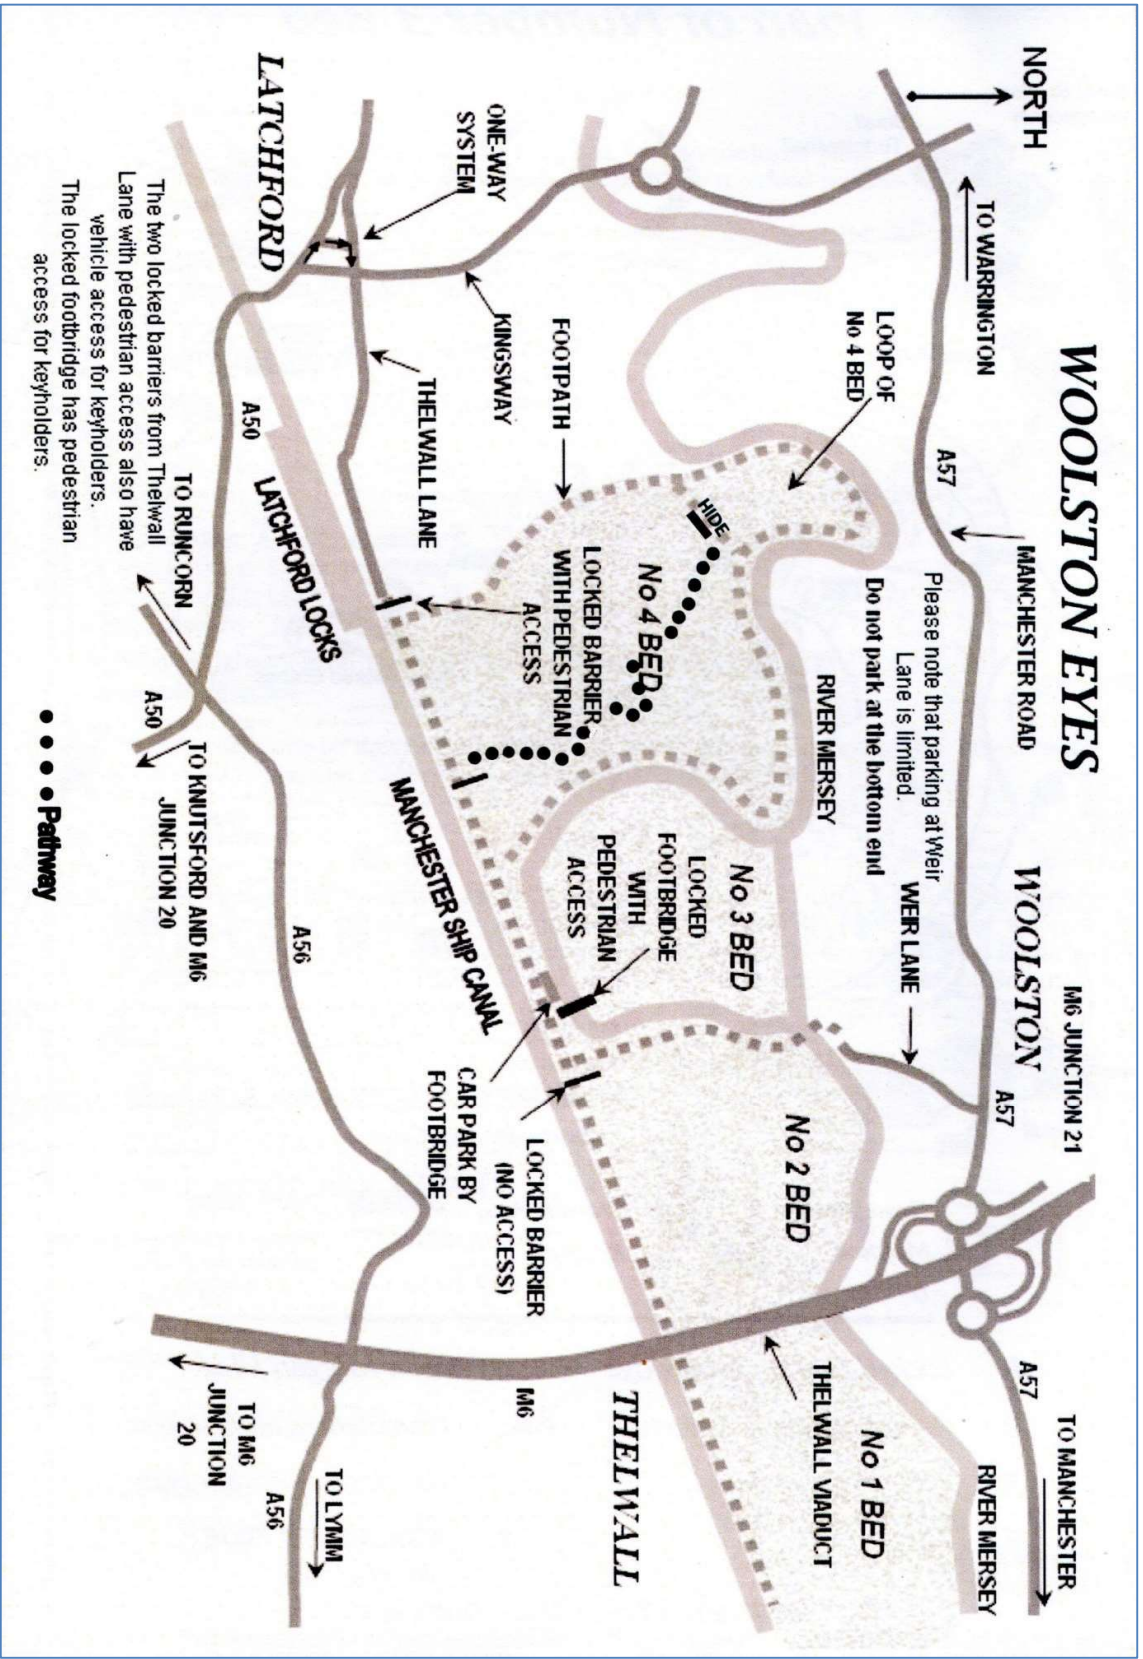 WOOLSTON EYES
NORTH
TO WARRINGTON
A57
MANCHESTER ROAD
WOOLSTON
M6 JUNCTION 21
Please note that parking at Weir
Lane is limited.
Do not park at the bottom end
WEIR LANE
A57
A57
TO MANCHESTER
LOOP OF
No 4 BED
RIVER MERSEY
RIVER MERSEY
HIDE
No 4 BED
No 3 BED
No 2 BED
No 1 BED
THELWALL VIADUCT
LOCKED
FOOTBRIDGE
WITH
PEDESTRIAN
ACCESS
ONE-WAY
SYSTEM
KINGSWAY
FOOTPATH
LOCKED BARRIER
WITH PEDESTRIAN
ACCESS
THELWALL LANE
LATCHFORD
A50
LATCHFORD LOCKS
MANCHESTER SHIP CANAL
CAR PARK BY
FOOTBRIDGE
LOCKED BARRIER
(NO ACCESS)
THELWALL
M6
TO RUNCORN
A50
TO KNUTSFORD AND M6
JUNCTION 20
A56
TO M6
JUNCTION
20
A56
TO LYMM
The two locked barriers from Thelwall
Lane with pedestrian access also have
vehicle access for keyholders.
The locked footbridge has pedestrian
access for keyholders.
Pathway